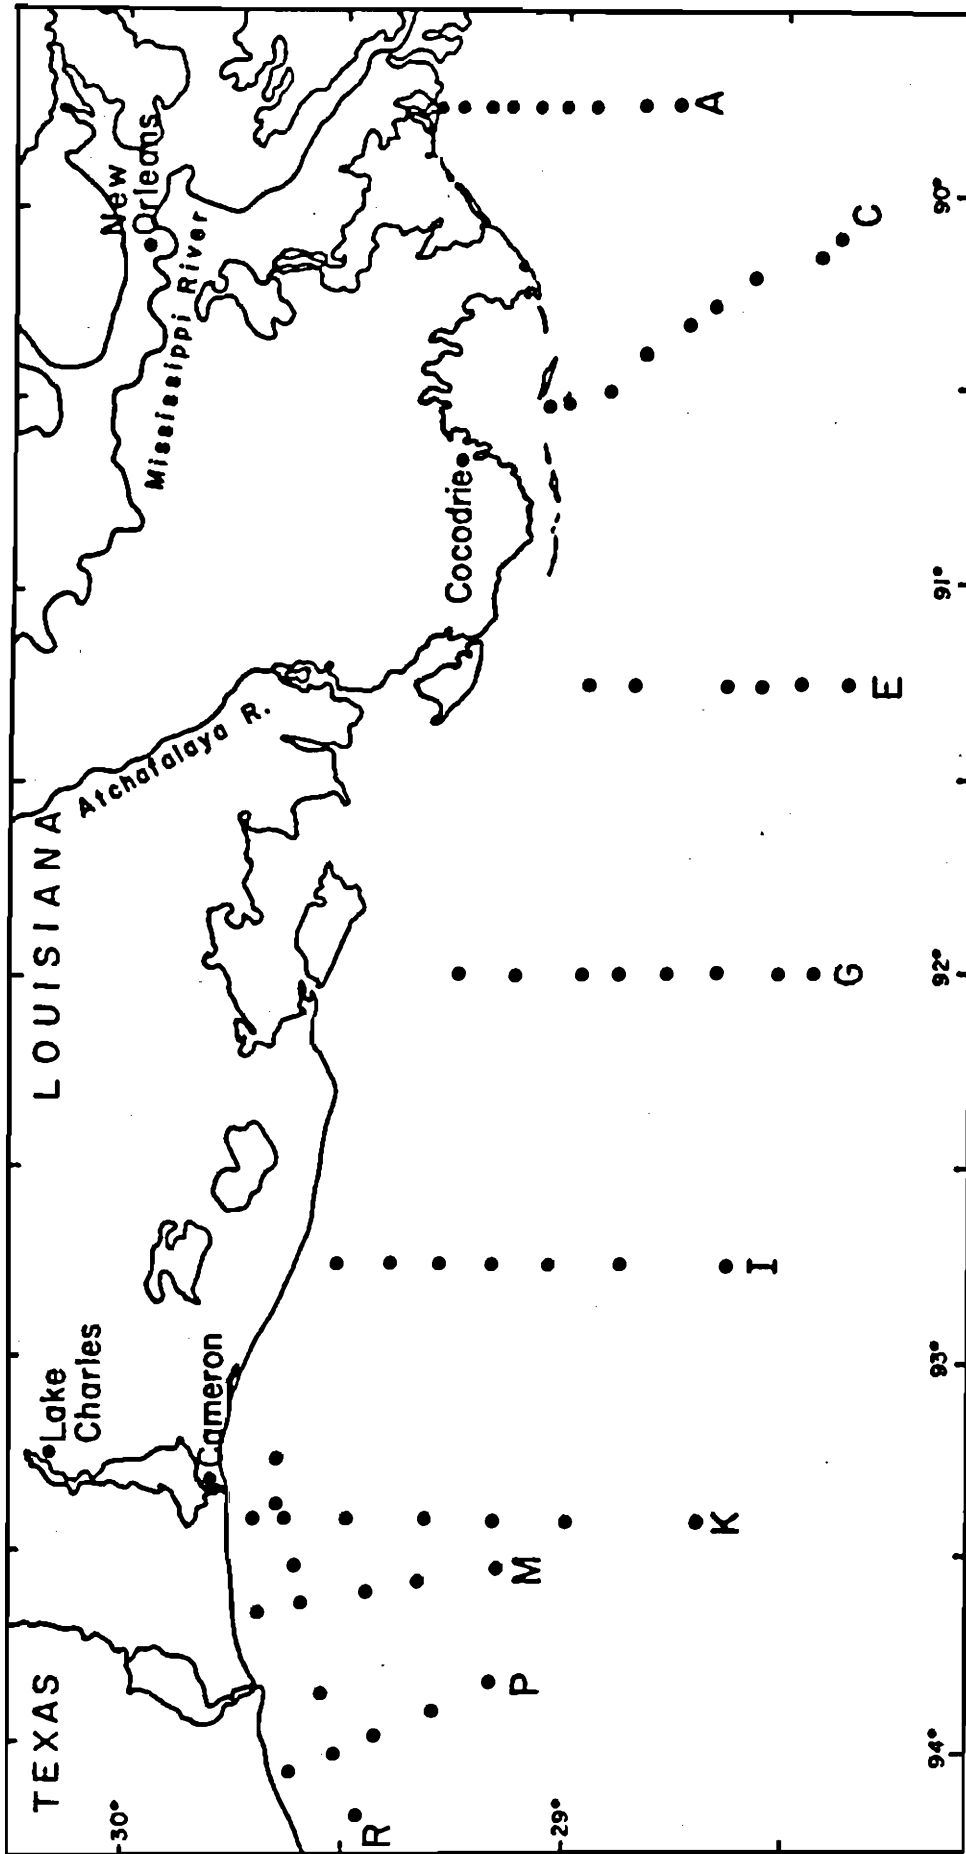 TEXAS
LOUISIANA
Lake
Charles
Cameron
Atchafalaya R.
Mississippi River
New
Orleans
Cocodrie
30°
29°
R
P
M
K
I
G
E
C
A
94°
93°
92°
91°
90°